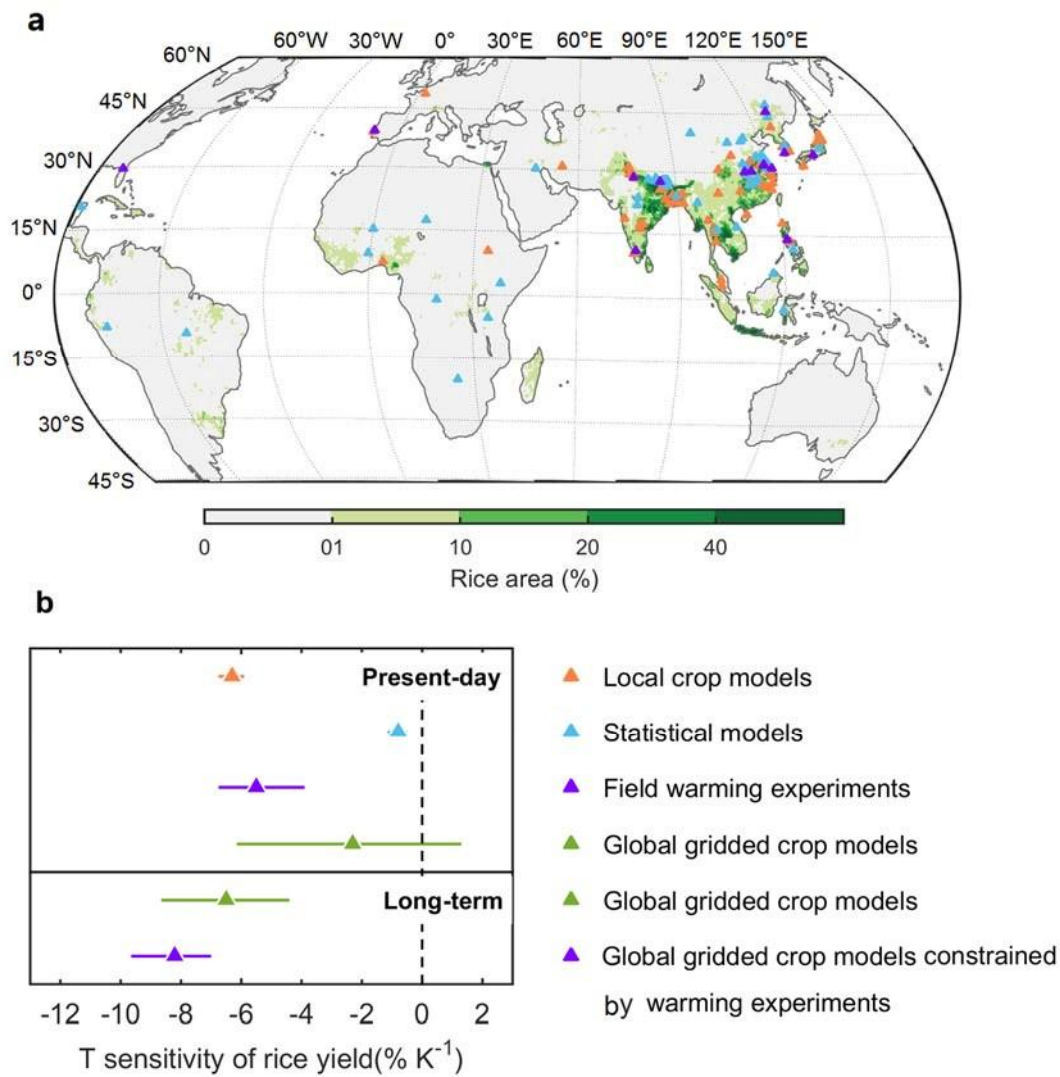 a
60°W 30°W 0° 30°E 60°E 90°E 120°E 150°E
60°N
45°N
30°N
15°N
0°
15°S
30°S
45°S
0 01 10 20 40
Rice area (%)
b
Present-day
Long-term
Local crop models
Statistical models
Field warming experiments
Global gridded crop models
Global gridded crop models
Global gridded crop models constrained
by warming experiments
-12 -10 -8 -6 -4 -2 0 2
T sensitivity of rice yield(% K⁻¹)